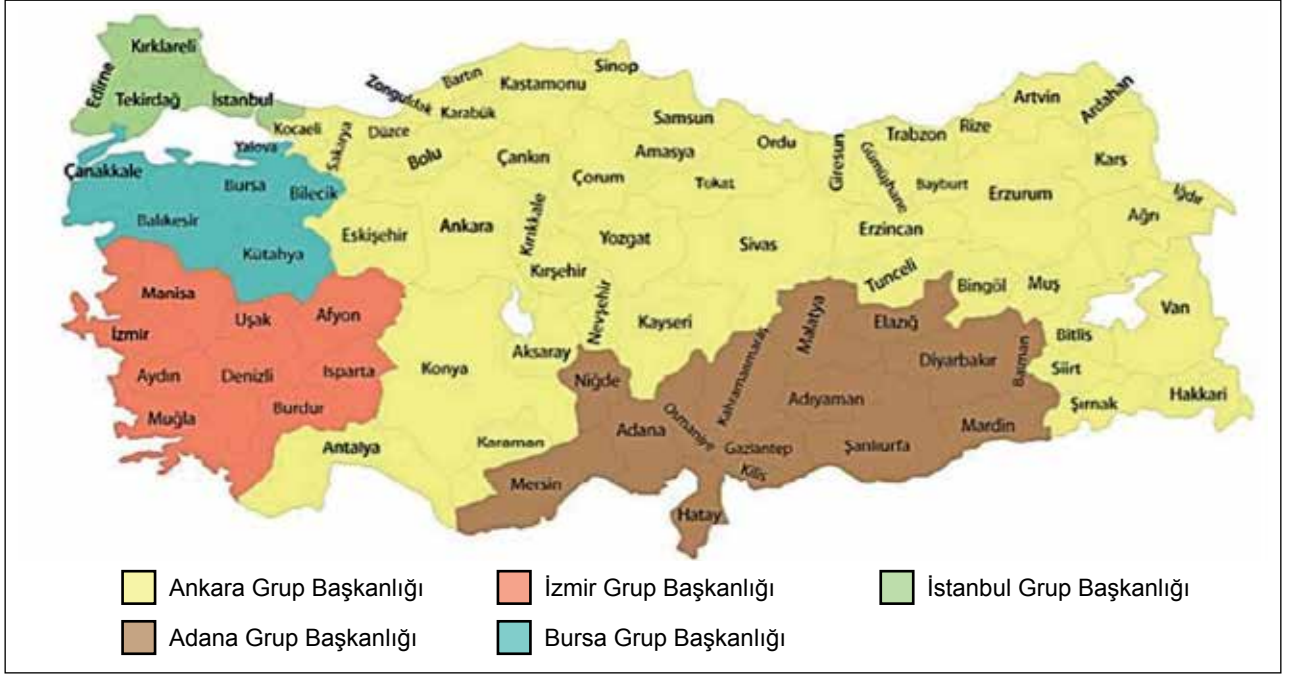 Kırklareli
Edirne
Tekirdağ
İstanbul
Kocaeli
Yalova
Sakarya
Düzce
Zonguldak
Bartın
Karabük
Kastamonu
Sinop
Bolu
Çankırı
Samsun
Amasya
Çorum
Tokat
Ordu
Giresun
Gümüşhane
Trabzon
Rize
Artvin
Ardahan
Kars
Iğdır
Ağrı
Erzurum
Bayburt
Erzincan
Çanakkale
Bursa
Bilecik
Balıkesir
Kütahya
Eskişehir
Ankara
Kırıkkale
Kırşehir
Yozgat
Sivas
Tunceli
Bingöl
Muş
Van
Bitlis
Siirt
Şırnak
Hakkari
Manisa
İzmir
Uşak
Afyon
Aydın
Denizli
Isparta
Burdur
Muğla
Antalya
Konya
Karaman
Aksaray
Nevşehir
Kayseri
Niğde
Adana
Mersin
Osmaniye
Kahramanmaraş
Malatya
Elazığ
Diyarbakır
Batman
Adıyaman
Gaziantep
Kilis
Şanlıurfa
Mardin
Hatay
Ankara Grup Başkanlığı
İzmir Grup Başkanlığı
İstanbul Grup Başkanlığı
Adana Grup Başkanlığı
Bursa Grup Başkanlığı